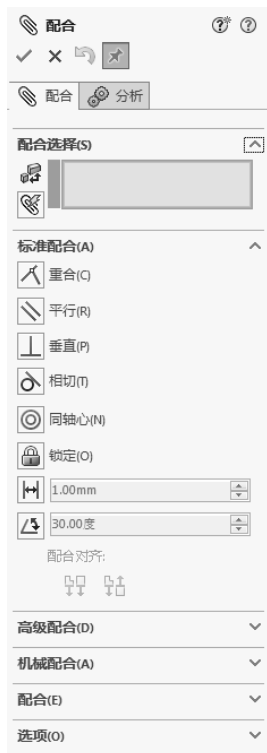 配合
配合 分析
配合选择(S)
标准配合(A)
重合(C)
平行(R)
垂直(P)
相切(T)
同轴心(N)
锁定(O)
1.00mm
30.00度
配合对齐:
高级配合(D)
机械配合(A)
配合(E)
选项(O)